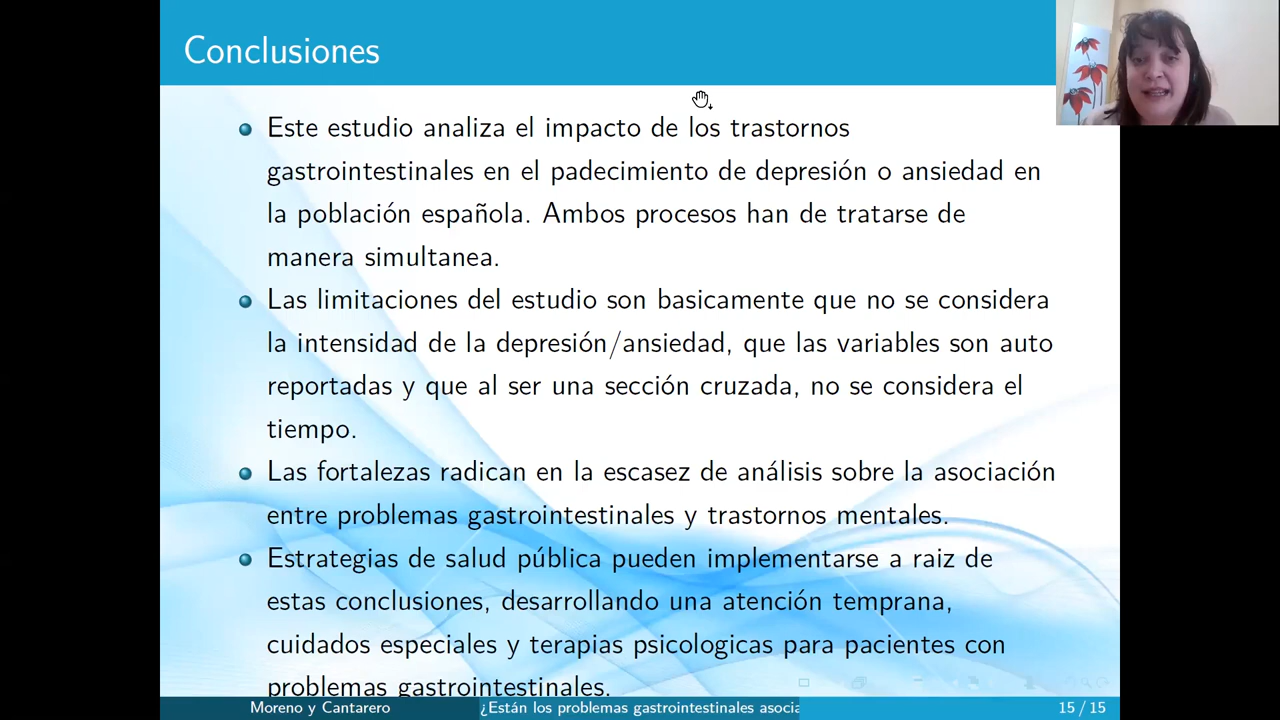 Conclusiones
Este estudio analiza el impacto de los trastornos
gastrointestinales en el padecimiento de depresión o ansiedad en
la población española. Ambos procesos han de tratarse de
manera simultanea.
Las limitaciones del estudio son basicamente que no se considera
la intensidad de la depresión/ansiedad, que las variables son auto
reportadas y que al ser una sección cruzada, no se considera el
tiempo.
Las fortalezas radican en la escasez de análisis sobre la asociación
entre problemas gastrointestinales y trastornos mentales.
Estrategias de salud pública pueden implementarse a raiz de
estas conclusiones, desarrollando una atención temprana,
cuidados especiales y terapias psicologicas para pacientes con
problemas gastrointestinales.
Moreno y Cantarero
¿Están los problemas gastrointestinales asocia
15 / 15